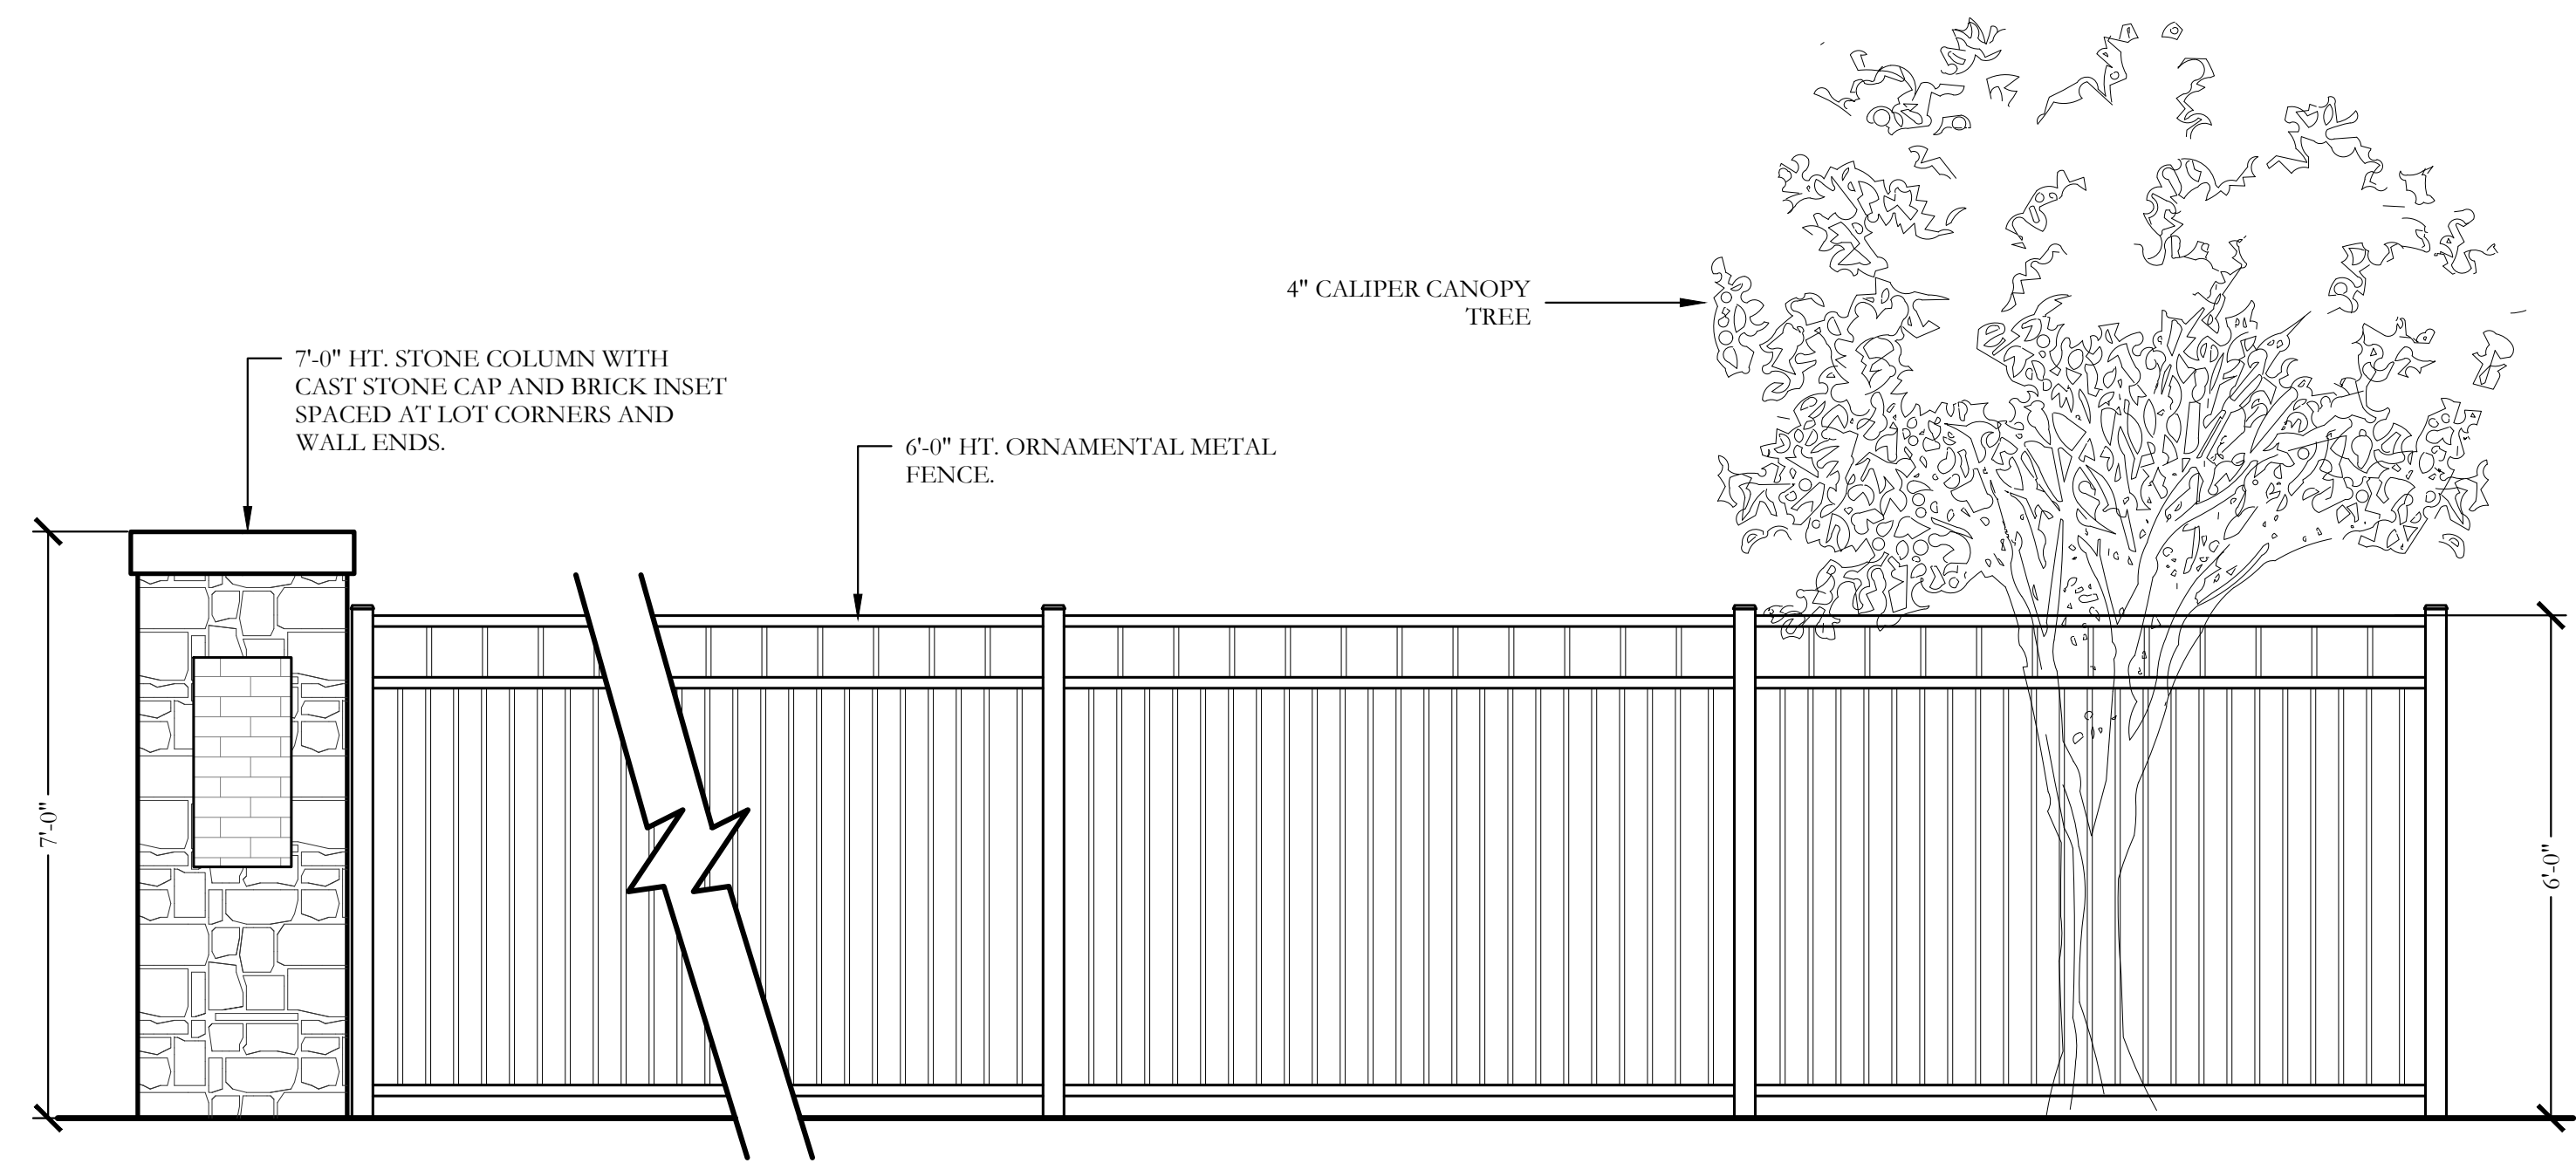 4" CALIPER CANOPY
TREE
7'-0" HT. STONE COLUMN WITH
CAST STONE CAP AND BRICK INSET
SPACED AT LOT CORNERS AND
WALL ENDS.
6'-0" HT. ORNAMENTAL METAL
FENCE.
7'-0"
6'-0"